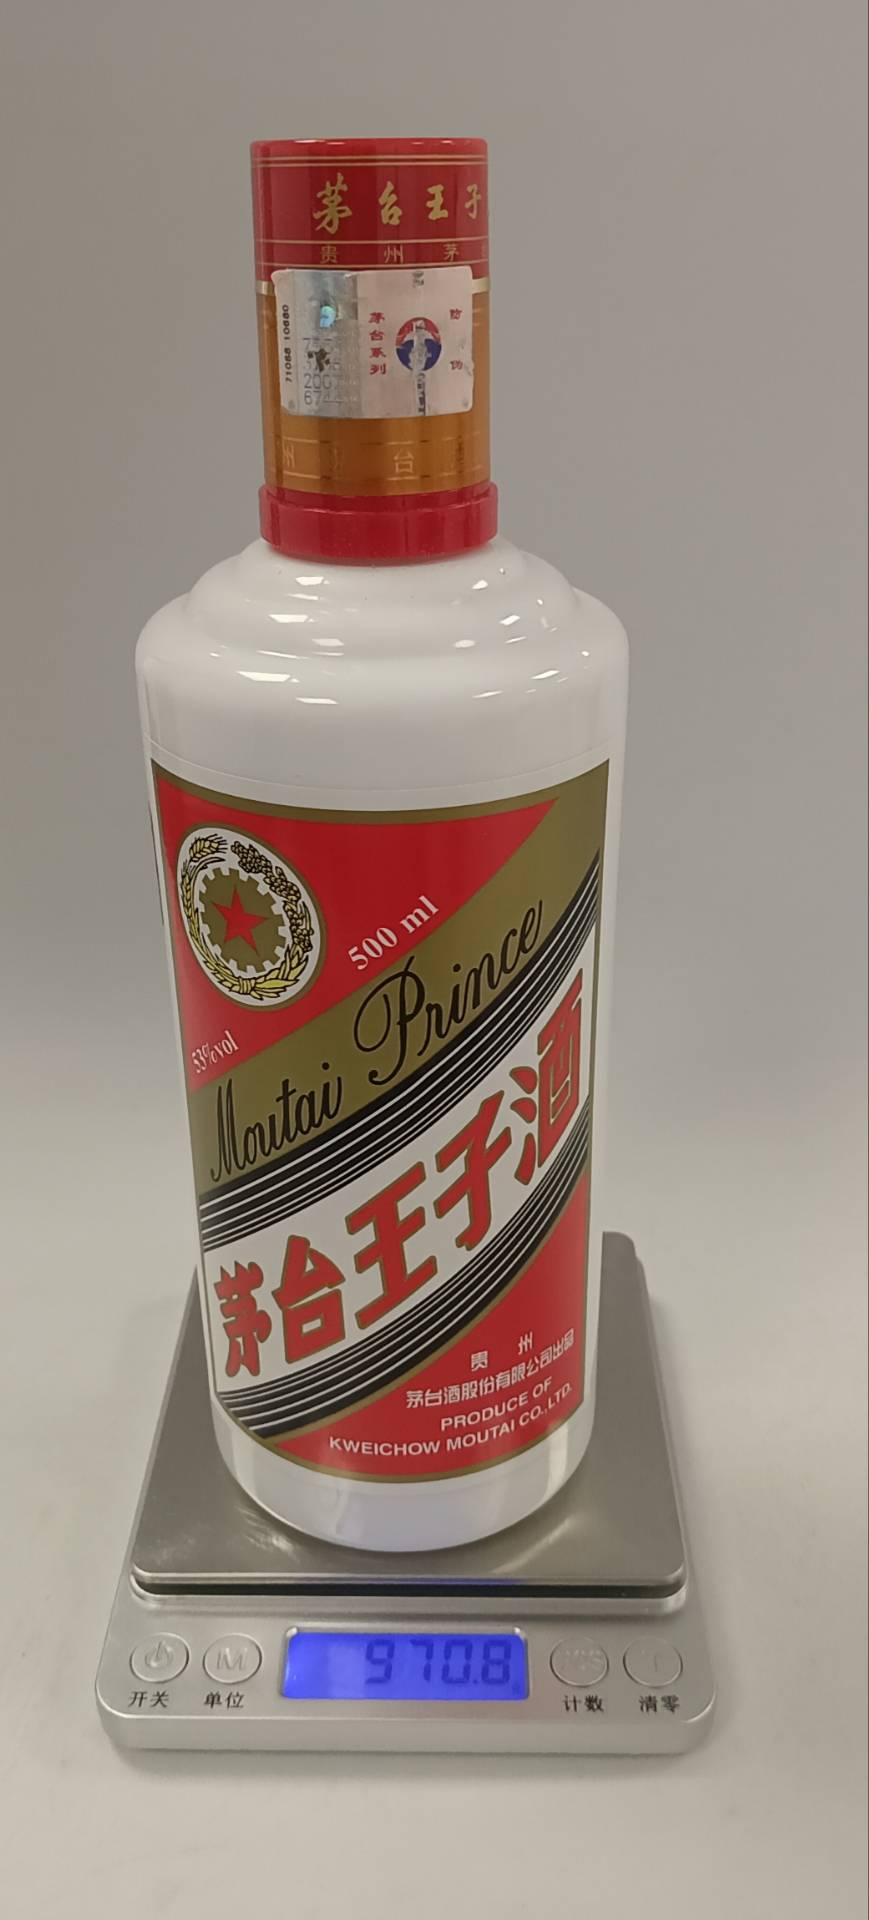 茅台王子
贵州茅
71068 10680
茅台系列
防伪
州 台
500 ml
53%vol
Moutai Prince
茅台王子酒
贵州
茅台酒股份有限公司出品
PRODUCE OF
KWEICHOW MOUTAI CO.,LTD.
970.8
M
开关
单位
计数
清零